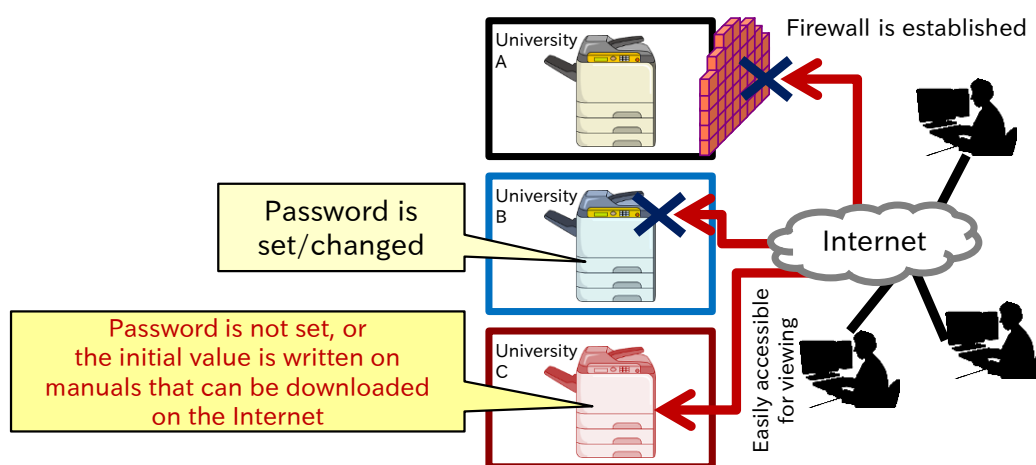 Firewall is established
University
A
University
B
Password is
set/changed
Internet
Password is not set, or
the initial value is written on
manuals that can be downloaded
on the Internet
University
C
Easily accessible
for viewing